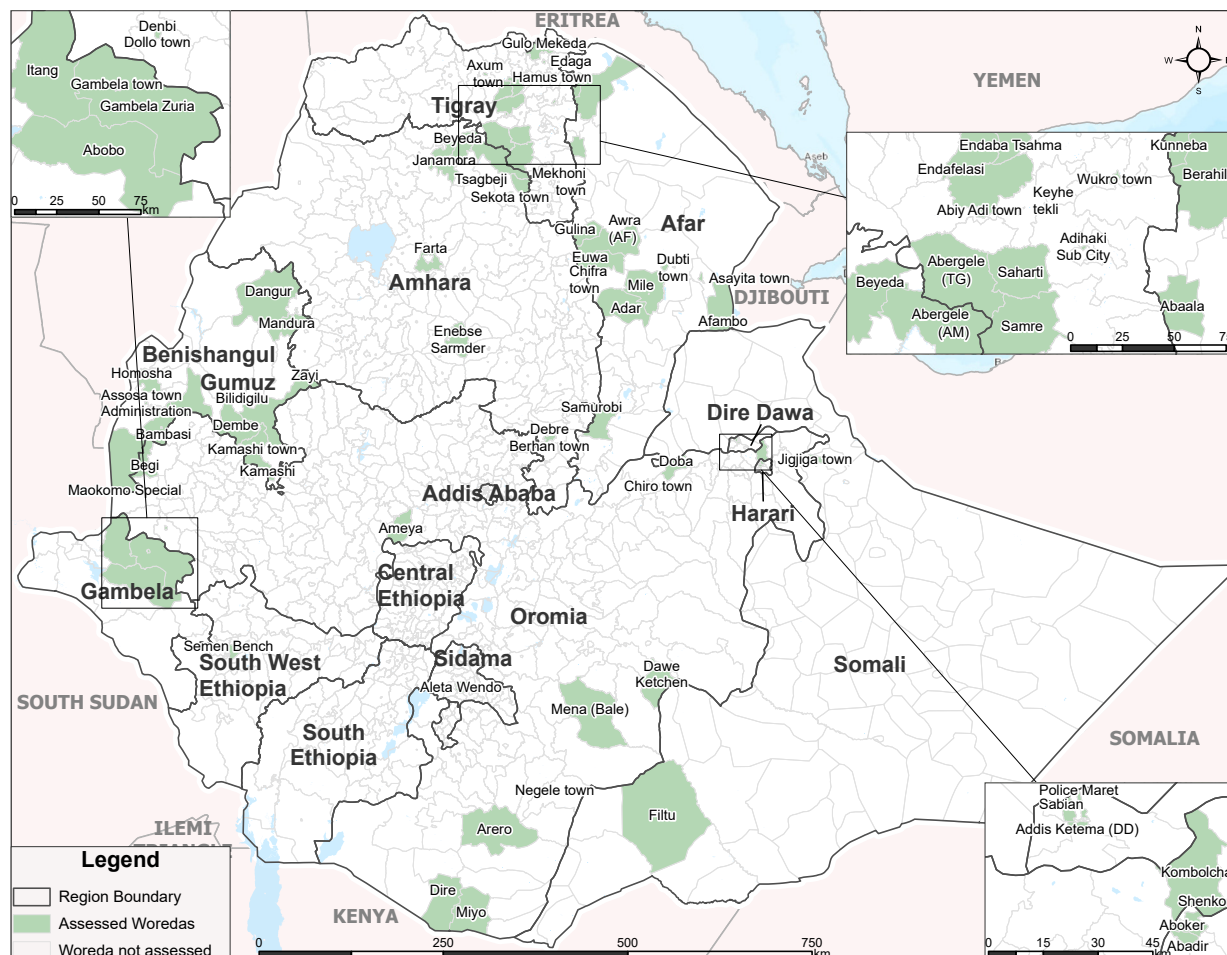 Denbi
Dollo town
Itang
Gambela town
Gambela Zuria
Abobo
0 25 50 75
km
ERITREA
Gulo Mekeda
Edaga
Hamus town
Axum
town
Tigray
Beyeda
Janamora
Tsagbeji
Sekota town
Mekhoni
town
YEMEN
N
W
S
Aseb
Endaba Tsahma
Endafelasi
Kunneba
Berahile
Wukro town
Keyhe
tekli
Abiy Adi town
Adihaki
Sub City
Abergele
(TG)
Saharti
Beyeda
Abergele
(AM)
Samre
Abaala
0 25 50 75
Gulina
Awra
(AF)
Afar
Euwa
Chifra
town
Dubti
town
Mile
Adar
Asayita town
DJIBOUTI
Afambo
Farta
Amhara
Enebse
Sarmder
Dangur
Mandura
Benishangul
Gumuz
Homosha
Zayi
Assosa town
Administration
Bilidigilu
Bambasi
Dembe
Kamashi town
Begi
Kamashi
Maokomo Special
Samurobi
Debre
Berhan town
Dire Dawa
Doba
Chiro town
Jigjiga town
Harari
Addis Ababa
Ameya
Central
Ethiopia
Gambela
Oromia
Semen Bench
South West
Ethiopia
Sidama
Aleta Wendo
Dawe
Ketchen
Mena (Bale)
Somali
SOUTH SUDAN
South
Ethiopia
SOMALIA
Negele town
Arero
Filtu
Dire
Miyo
ILEMI
KENYA
Police Maret
Sabian
Addis Ketema (DD)
Kombolcha
Shenkor
Aboker
Abadir
0 15 30 45
km
Legend
Region Boundary
Assessed Woredas
Woreda not assessed
0 250 500 750
km